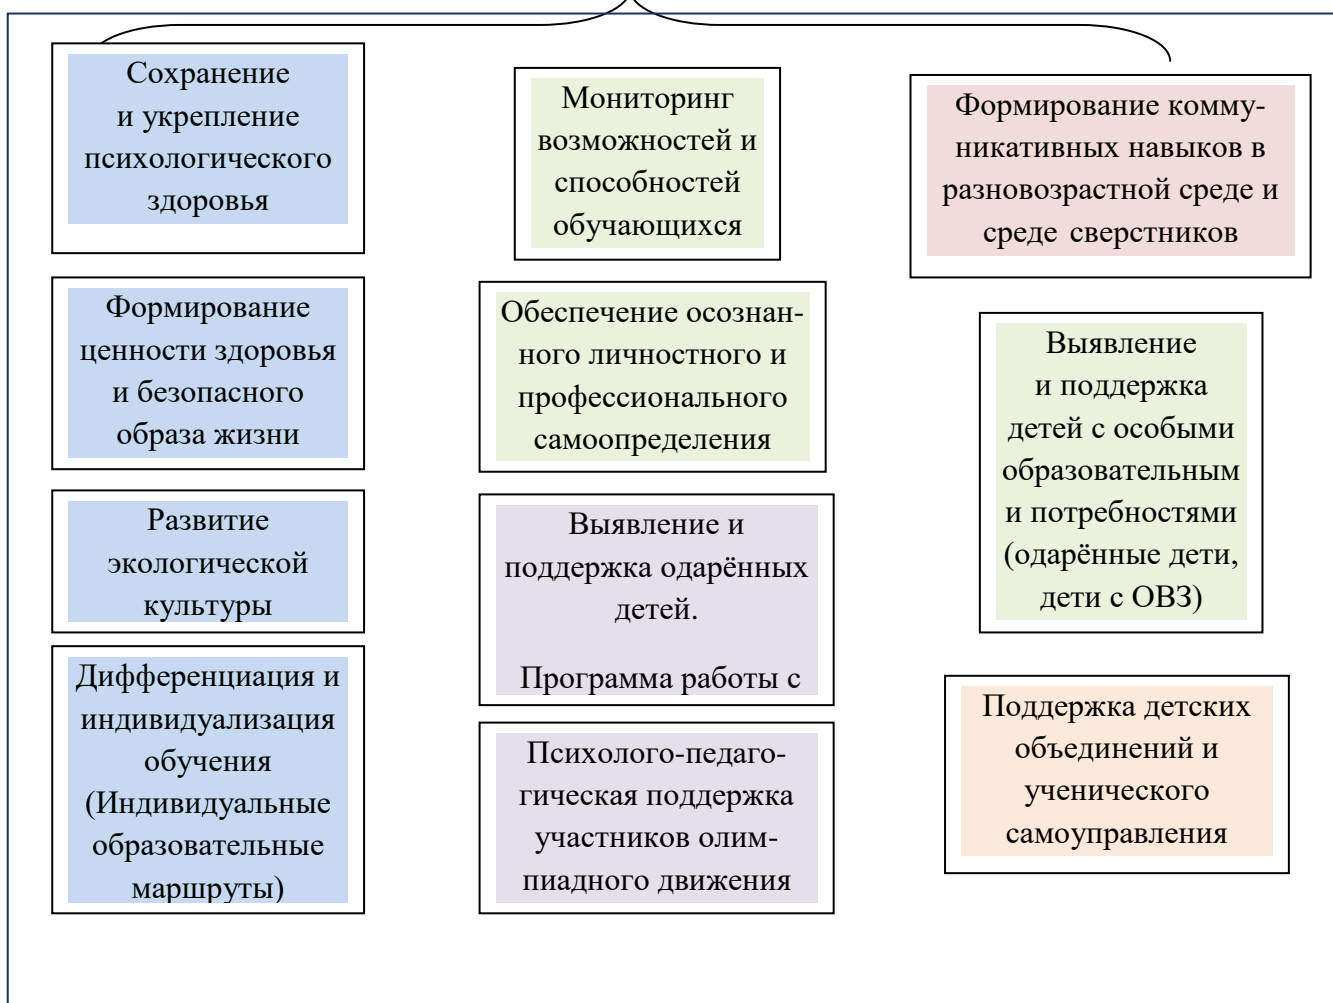 Сохранение
и укрепление
психологического
здоровья
Формирование
ценности здоровья
и безопасного
образа жизни
Развитие
экологической
культуры
Дифференциация и
индивидуализация
обучения
(Индивидуальные
образовательные
маршруты)
Мониторинг
возможностей и
способностей
обучающихся
Обеспечение осознан-
ного личностного и
профессионального
самоопределения
Выявление и
поддержка одарённых
детей.
Программа работы с
Психолого-педаго-
гическая поддержка
участников олим-
пиадного движения
Формирование комму-
никативных навыков в
разновозрастной среде и
среде сверстников
Выявление
и поддержка
детей с особыми
образовательным
и потребностями
(одарённые дети,
дети с ОВЗ)
Поддержка детских
объединений и
ученического
самоуправления